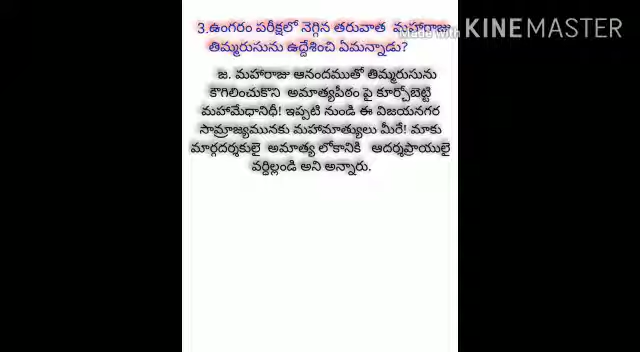 3.ఉంగరం పరీక్షలో నెగ్గిన తరువాత మహారాజు
తిమ్మరుసును ఉద్దేశించి ఏమన్నాడు?
జ. మహారాజు ఆనందముతో తిమ్మరుసును
కౌగిలించుకొని అమాత్యపీఠం పై కూర్చోబెట్టి
మహామేధానిధీ! ఇప్పటి నుండి ఈ విజయనగర
సామ్రాజ్యమునకు మహామాత్యులు మీరే! మాకు
మార్గదర్శకులై అమాత్య లోకానికి ఆదర్శప్రాయులై
వర్ధిల్లండి అని అన్నారు.
Made with KINEMASTER